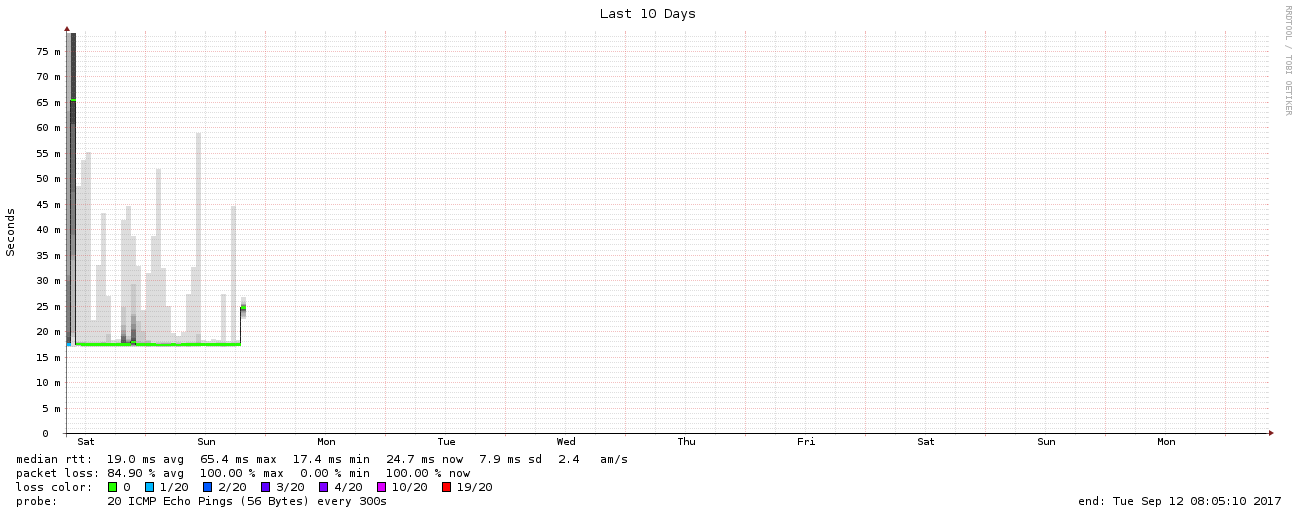 Last 10 Days
RRDTOOL / TOBI OETIKER
Seconds
75 m
70 m
65 m
60 m
55 m
50 m
45 m
40 m
35 m
30 m
25 m
20 m
15 m
10 m
5 m
0
Sat Sun Mon Tue Wed Thu Fri Sat Sun Mon
median rtt: 19.0 ms avg 65.4 ms max 17.4 ms min 24.7 ms now 7.9 ms sd 2.4 am/s
packet loss: 84.90 % avg 100.00 % max 0.00 % min 100.00 % now
loss color: 0 1/20 2/20 3/20 4/20 10/20 19/20
probe: 20 ICMP Echo Pings (56 Bytes) every 300s end: Tue Sep 12 08:05:10 2017